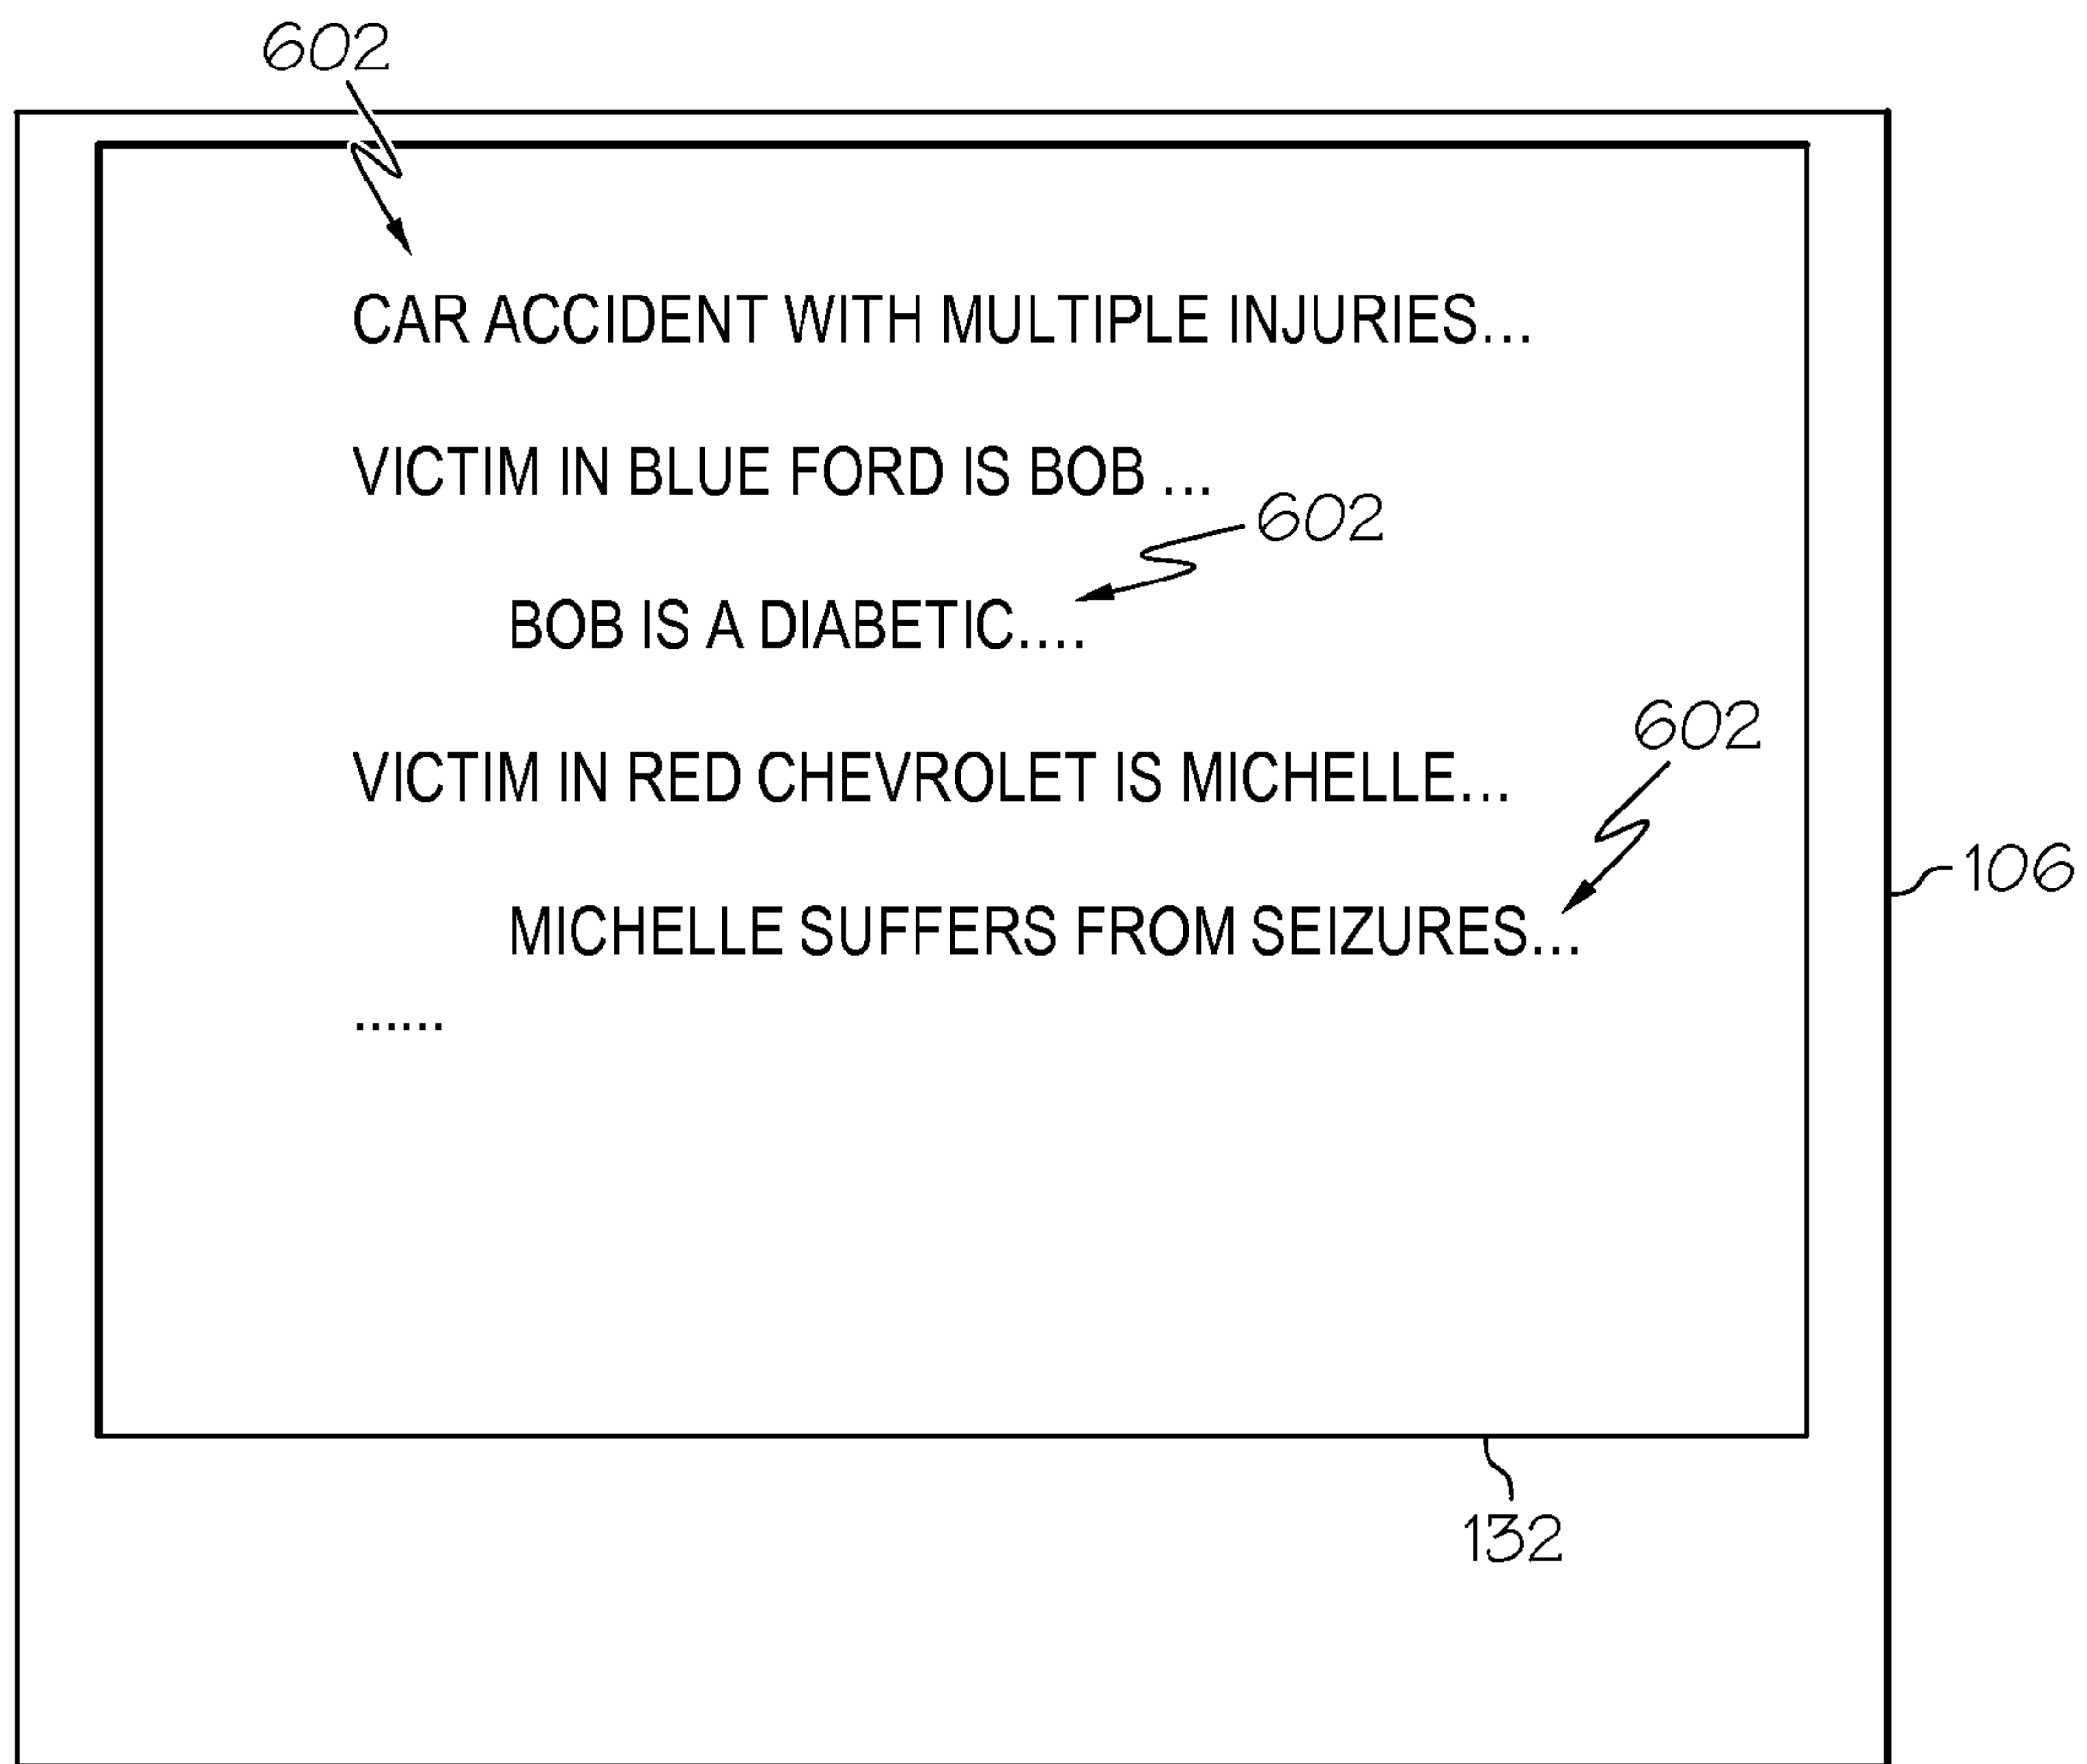 602
CAR ACCIDENT WITH MULTIPLE INJURIES...
VICTIM IN BLUE FORD IS BOB ...
602
BOB IS A DIABETIC....
602
VICTIM IN RED CHEVROLET IS MICHELLE...
106
MICHELLE SUFFERS FROM SEIZURES...
......
132